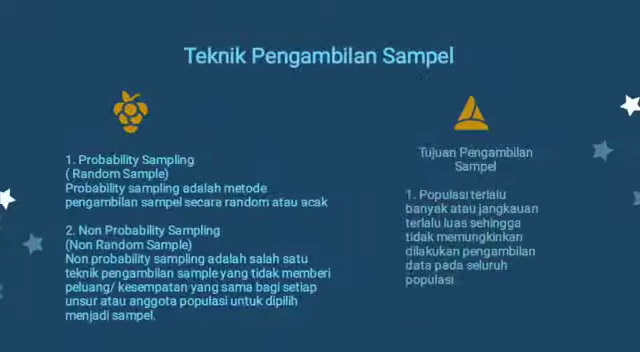 Teknik Pengambilan Sampel
1. Probability Sampling
( Random Sample)
Probability sampling adalah metode
pengambilan sampel secara random atau acak
2. Non Probability Sampling
(Non Random Sample)
Non probability sampling adalah salah satu
teknik pengambilan sample yang tidak memberi
peluang/ kesempatan yang sama bagi setiap
unsur atau anggota populasi untuk dipilih
menjadi sampel.
Tujuan Pengambilan
Sampel
1. Populasi terlalu
banyak atau jangkauan
terlalu luas sehingga
tidak memungkinkan
dilakukan pengambilan
data pada seluruh
populasi